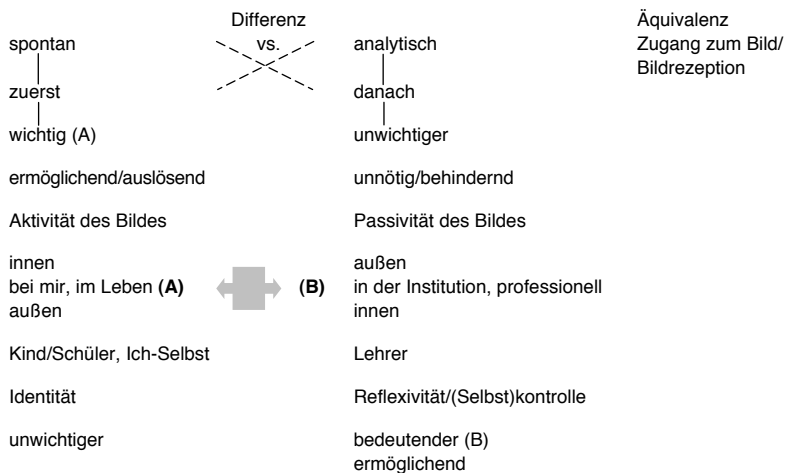 Differenz Äquivalenz
spontan vs. analytisch Zugang zum Bild/
Bildrezeption
zuerst danach
wichtig (A) unwichtiger
ermöglichend/auslösend unnötig/behindernd
Aktivität des Bildes Passivität des Bildes
innen außen
bei mir, im Leben (A) (B) in der Institution, professionell
außen innen
Kind/Schüler, Ich-Selbst Lehrer
Identität Reflexivität/(Selbst)kontrolle
unwichtiger bedeutender (B)
ermöglichend